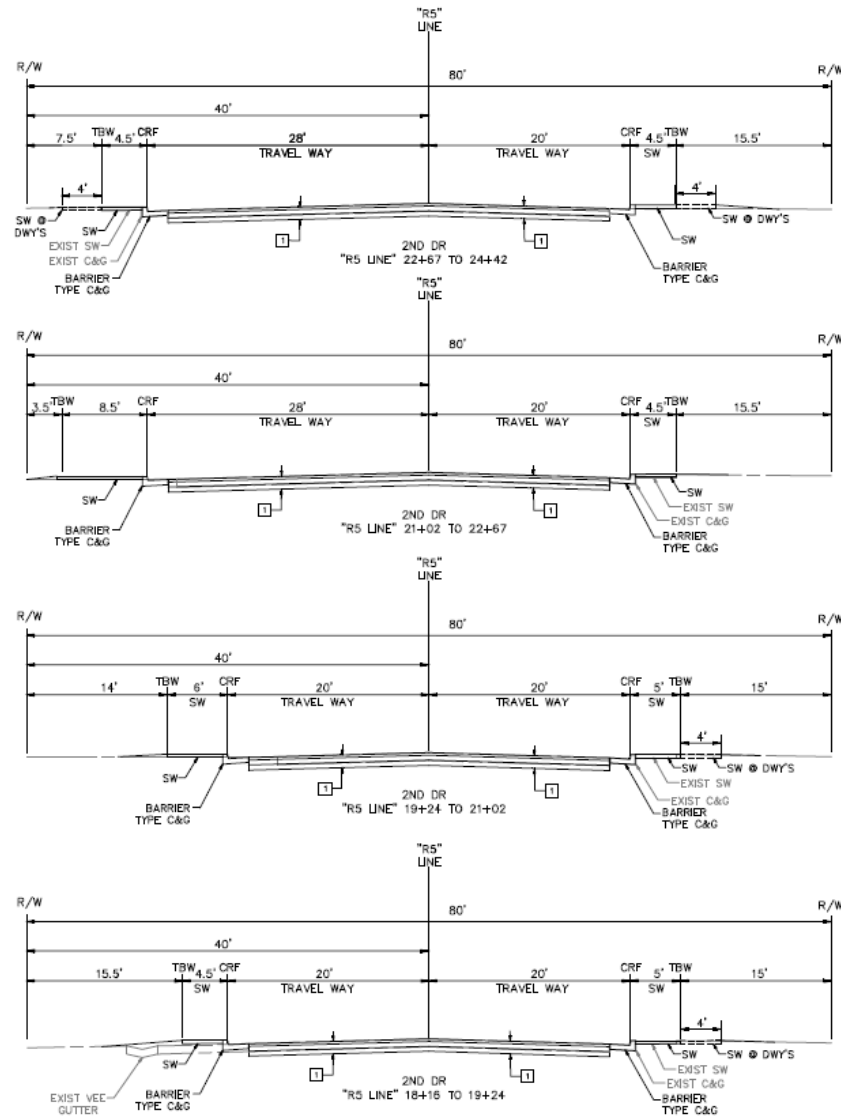 "R5"
LINE
R/W
R/W
80'
40'
7.5' TBW 4.5' CRF 28' 20' CRF 4.5' TBW 15.5'
TRAVEL WAY TRAVEL WAY SW
4' 4'
SW @
DWY'S
SW
EXIST SW
EXIST C&G
BARRIER
TYPE C&G
1 1
2ND DR
"R5 LINE" 22+67 TO 24+42
SW @ DWY'S
SW
BARRIER
TYPE C&G
"R5"
LINE
R/W
R/W
80'
40'
3.5' TBW 8.5' CRF 28' 20' CRF 4.5' TBW 15.5'
TRAVEL WAY TRAVEL WAY SW
SW
BARRIER
TYPE C&G
1 1
2ND DR
"R5 LINE" 21+02 TO 22+67
SW
EXIST SW
EXIST C&G
BARRIER
TYPE C&G
"R5"
LINE
R/W
R/W
80'
40'
14' TBW 6' CRF 20' 20' CRF 5' TBW 15'
SW TRAVEL WAY TRAVEL WAY SW
4'
SW
BARRIER
TYPE C&G
1 1
2ND DR
"R5 LINE" 19+24 TO 21+02
SW SW @ DWY'S
EXIST SW
EXIST C&G
BARRIER
TYPE C&G
"R5"
LINE
R/W
R/W
80'
40'
15.5' TBW 4.5' CRF 20' 20' CRF 5' TBW 15'
SW TRAVEL WAY TRAVEL WAY SW
4'
SW
EXIST VEE
GUTTER
BARRIER
TYPE C&G
1 1
2ND DR
"R5 LINE" 18+16 TO 19+24
SW SW @ DWY'S
EXIST SW
EXIST C&G
BARRIER
TYPE C&G